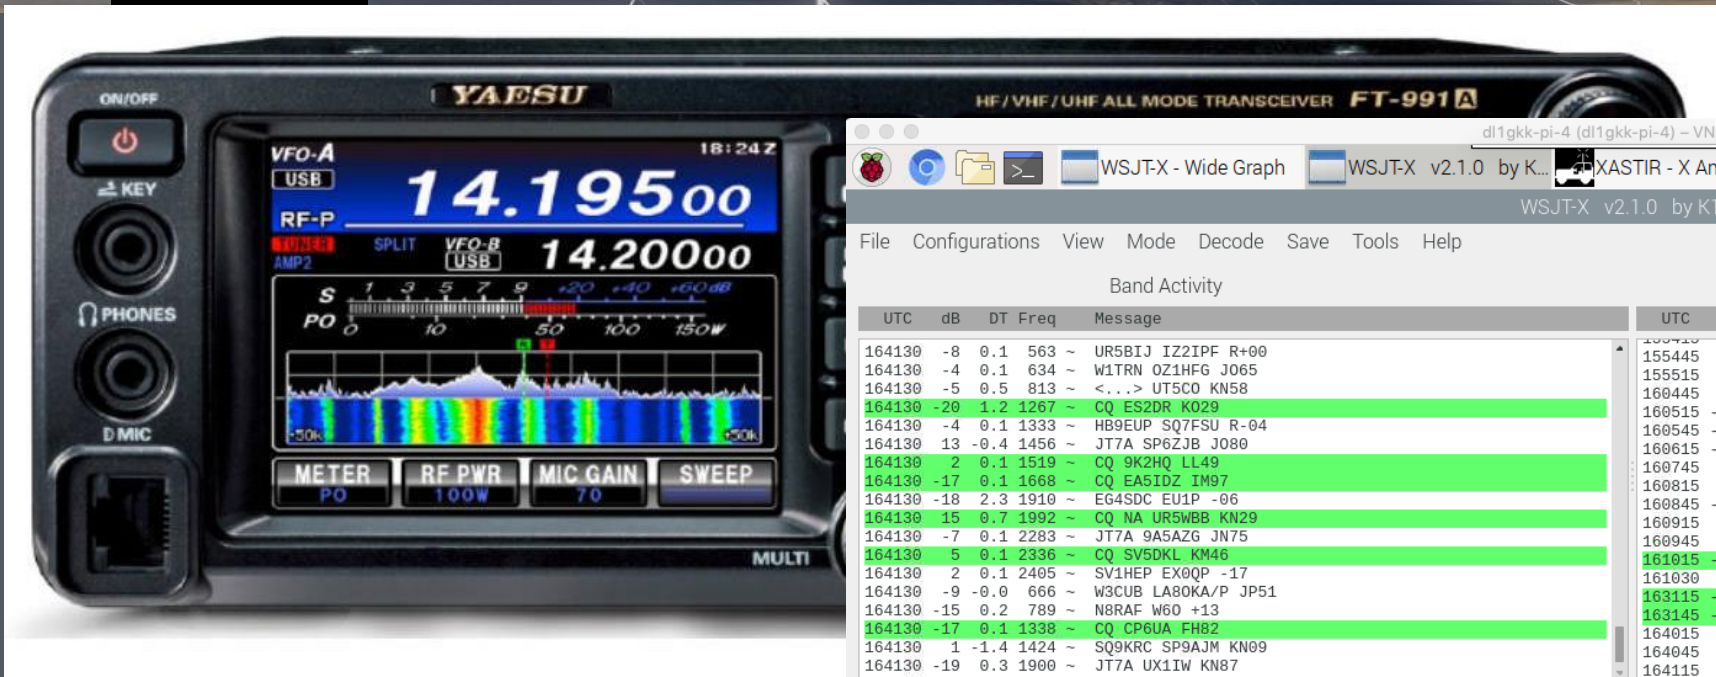 ON/OFF
YAESU
HF/VHF/UHF ALL MODE TRANSCEIVER FT-991A
VFO-A
18:24Z
USB
14.19500
KEY
RF-P
TUNER SPLIT VFO-B
AMP2 USB 14.20000
S 1 3 5 7 9 +20 +40 +60dB
PHONES
PO 0 10 50 100 150W
R T
MIC
-50k +50k
METER RF PWR MIC GAIN SWEEP
PO 100W 70
MULTI
dl1gkk-pi-4 (dl1gkk-pi-4) – VN
>_ WSJT-X - Wide Graph WSJT-X v2.1.0 by K... XASTIR - X An
WSJT-X v2.1.0 by K1
File Configurations View Mode Decode Save Tools Help
Band Activity
UTC dB DT Freq Message
164130 -8 0.1 563 ~ UR5BIJ IZ2IPF R+00
164130 -4 0.1 634 ~ W1TRN OZ1HFG JO65
164130 -5 0.5 813 ~ <...> UT5CO KN58
164130 -20 1.2 1267 ~ CQ ES2DR KO29
164130 -4 0.1 1333 ~ HB9EUP SQ7FSU R-04
164130 13 -0.4 1456 ~ JT7A SP6ZJB JO80
164130 2 0.1 1519 ~ CQ 9K2HQ LL49
164130 -17 0.1 1668 ~ CQ EA5IDZ IM97
164130 -18 2.3 1910 ~ EG4SDC EU1P -06
164130 15 0.7 1992 ~ CQ NA UR5WBB KN29
164130 -7 0.1 2283 ~ JT7A 9A5AZG JN75
164130 5 0.1 2336 ~ CQ SV5DKL KM46
164130 2 0.1 2405 ~ SV1HEP EX0QP -17
164130 -9 -0.0 666 ~ W3CUB LA8OKA/P JP51
164130 -15 0.2 789 ~ N8RAF W6O +13
164130 -17 0.1 1338 ~ CQ CP6UA FH82
164130 1 -1.4 1424 ~ SQ9KRC SP9AJM KN09
164130 -19 0.3 1900 ~ JT7A UX1IW KN87
UTC
155445
155515
160445
160515 -
160545 -
160615 -
160745
160815
160845 -
160915
160945
161015 -
161030
163115 -
163145 -
164015
164045
164115